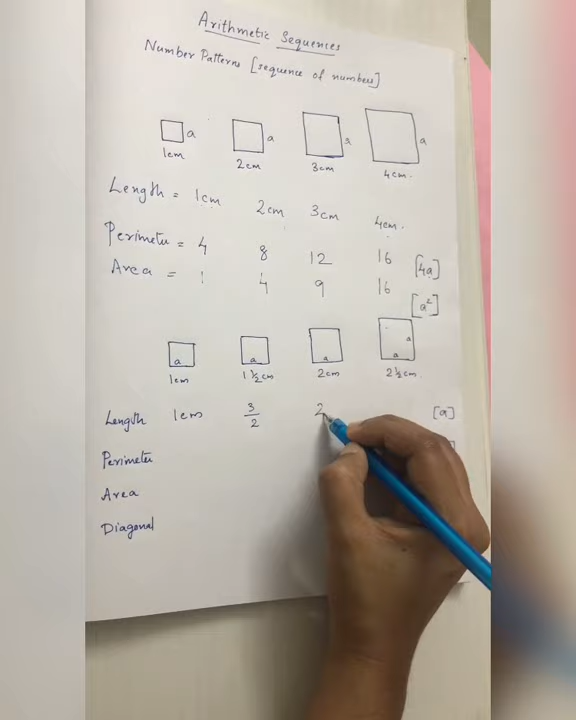 Arithmetic Sequences
Number Patterns [sequence of numbers]
a a a a
1cm 2cm 3cm 4cm.
Length = 1cm 2cm 3cm 4cm.
Perimeter = 4 8 12 16 [4a]
Area = 1 4 9 16 [a²]
a a a a a
1cm 1½cm 2cm 2½cm.
Length 1cm 3/2 2 [a]
Perimeter
Area
Diagonal